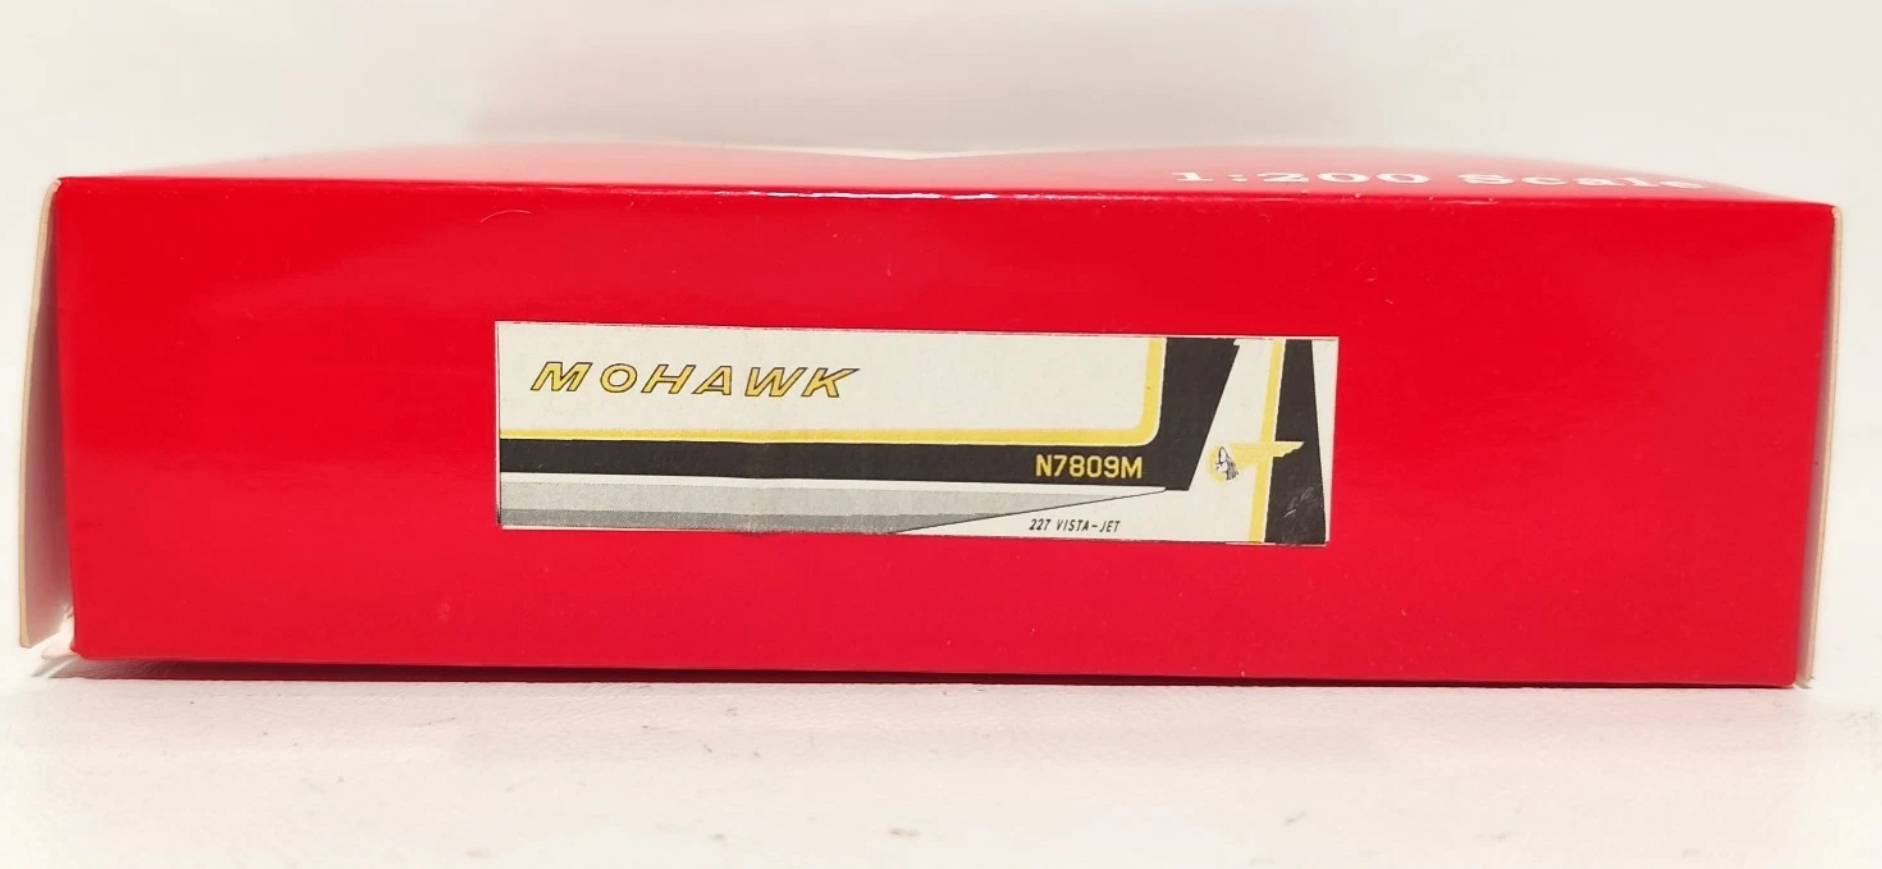 1:200 Scale
MOHAWK
N7809M
227 VISTA-JET